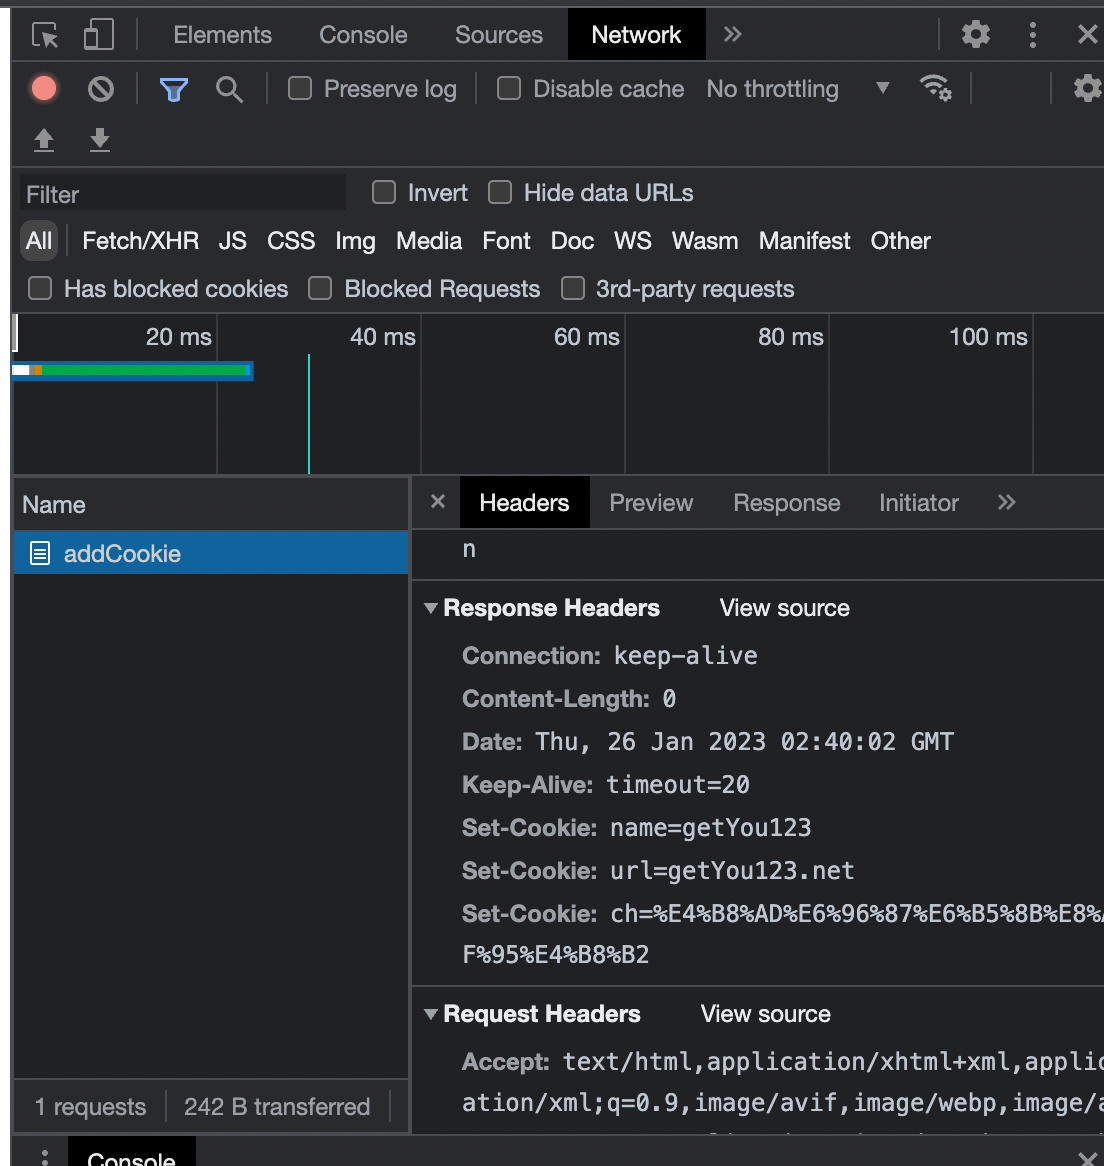 Elements Console Sources Network
Preserve log Disable cache No throttling
Filter Invert Hide data URLs
All Fetch/XHR JS CSS Img Media Font Doc WS Wasm Manifest Other
Has blocked cookies Blocked Requests 3rd-party requests
20 ms 40 ms 60 ms 80 ms 100 ms
Name
addCookie
Headers Preview Response Initiator
n
Response Headers View source
Connection: keep-alive
Content-Length: 0
Date: Thu, 26 Jan 2023 02:40:02 GMT
Keep-Alive: timeout=20
Set-Cookie: name=getYou123
Set-Cookie: url=getYou123.net
Set-Cookie: ch=%E4%B8%AD%E6%96%87%E6%B5%8B%E8%A
F%95%E4%B8%B2
Request Headers View source
Accept: text/html,application/xhtml+xml,applic
ation/xml;q=0.9,image/avif,image/webp,image/a
1 requests 242 B transferred
Console